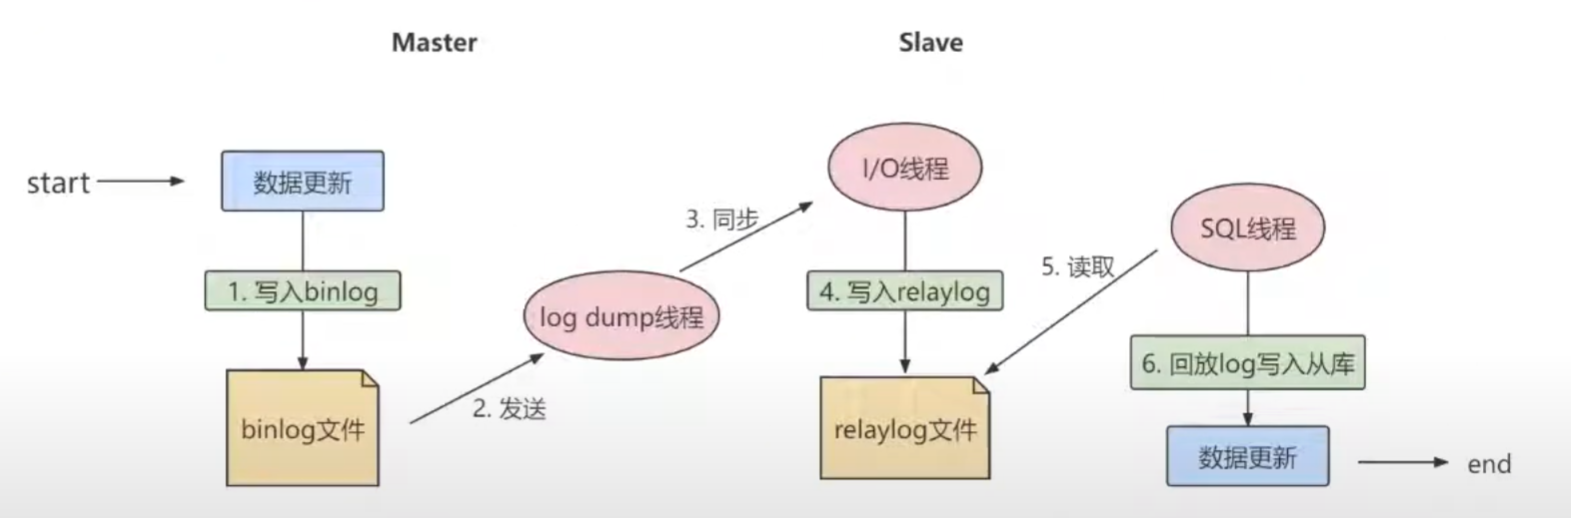 Master
Slave
start
数据更新
1. 写入binlog
binlog文件
2. 发送
log dump线程
3. 同步
I/O线程
4. 写入relaylog
relaylog文件
5. 读取
SQL线程
6. 回放log写入从库
数据更新
end